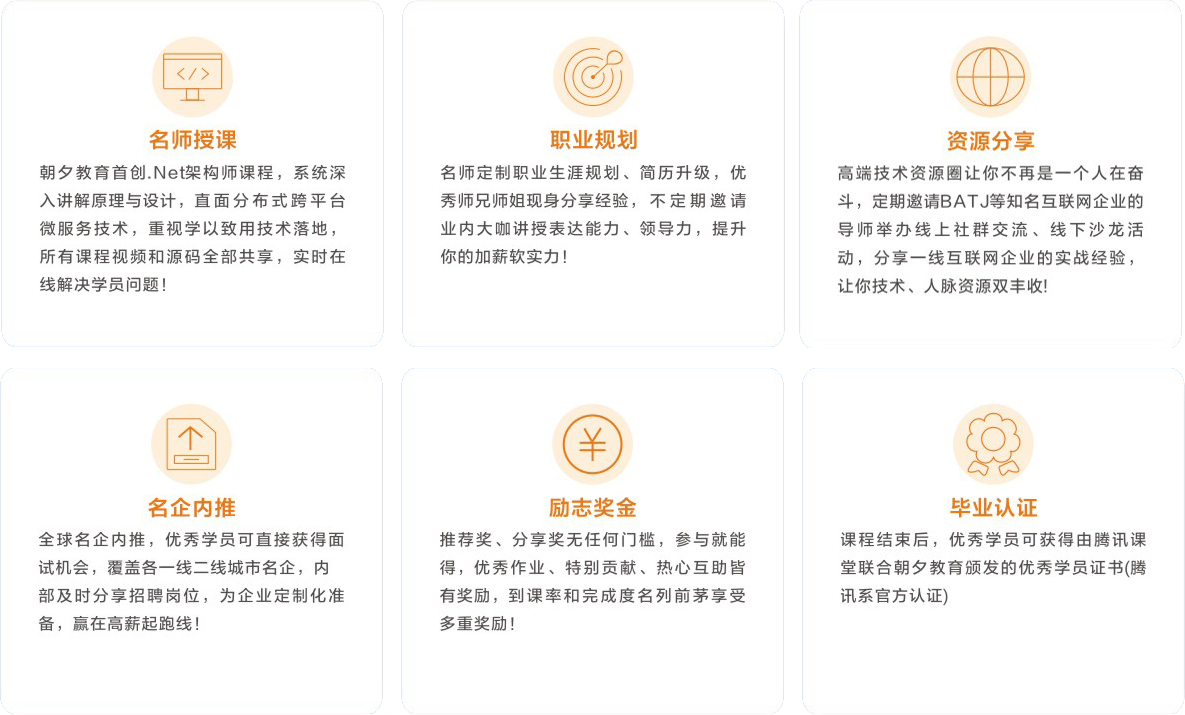 名师授课
朝夕教育首创.Net架构师课程，系统深
入讲解原理与设计，直面分布式跨平台
微服务技术，重视学以致用技术落地，
所有课程视频和源码全部共享，实时在
线解决学员问题！
职业规划
名师定制职业生涯规划、简历升级，优
秀师兄师姐现身分享经验，不定期邀请
业内大咖讲授表达能力、领导力，提升
你的加薪软实力！
资源分享
高端技术资源圈让你不再是一个人在奋
斗，定期邀请BATJ等知名互联网企业的
导师举办线上社群交流、线下沙龙活
动，分享一线互联网企业的实战经验，
让你技术、人脉资源双丰收!
名企内推
全球名企内推，优秀学员可直接获得面
试机会，覆盖各一线二线城市名企，内
部及时分享招聘岗位，为企业定制化准
备，赢在高薪起跑线！
励志奖金
推荐奖、分享奖无任何门槛，参与就能
得，优秀作业、特别贡献、热心互助皆
有奖励，到课率和完成度名列前茅享受
多重奖励！
毕业认证
课程结束后，优秀学员可获得由腾讯课
堂联合朝夕教育颁发的优秀学员证书(腾
讯系官方认证)